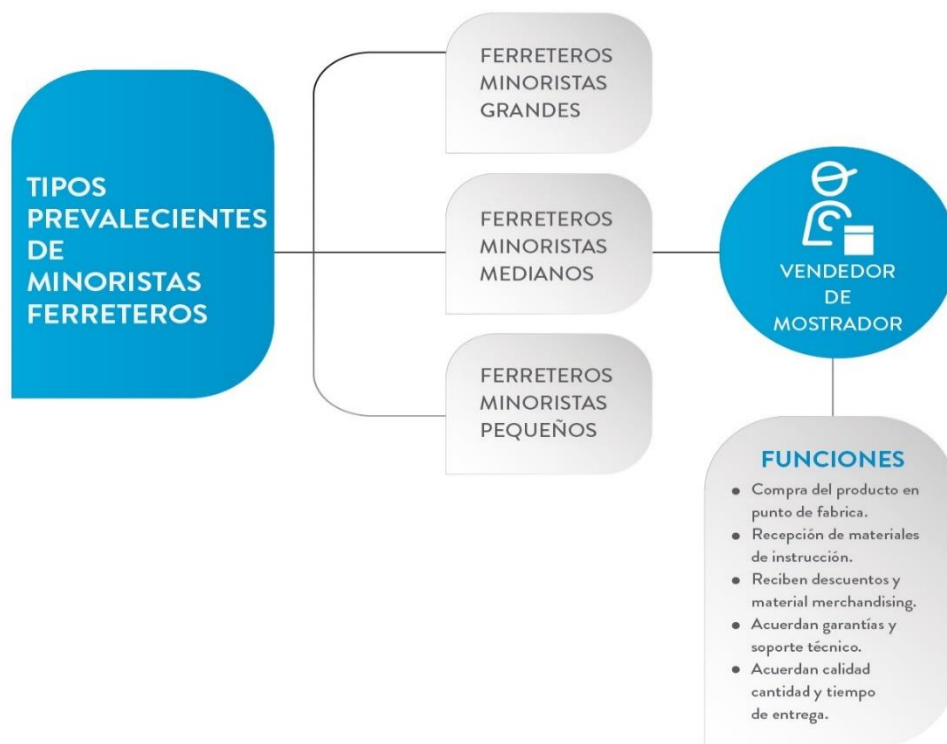 TIPOS
PREVALECIENTES
DE
MINORISTAS
FERRETEROS
FERRETEROS
MINORISTAS
GRANDES
FERRETEROS
MINORISTAS
MEDIANOS
FERRETEROS
MINORISTAS
PEQUEÑOS
VENDEDOR
DE
MOSTRADOR
FUNCIONES
• Compra del producto en
punto de fabrica.
• Recepción de materiales
de instrucción.
• Reciben descuentos y
material merchandising.
• Acuerdan garantías y
soporte técnico.
• Acuerdan calidad
cantidad y tiempo
de entrega.